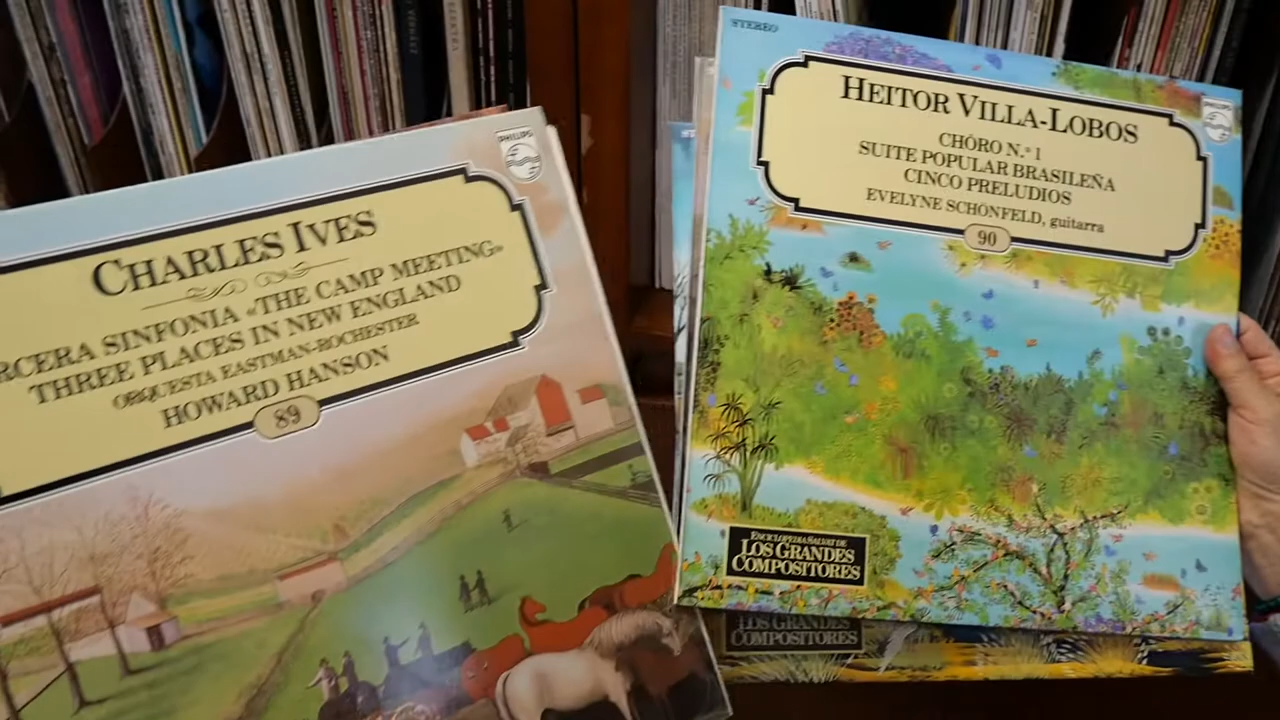 PHILIPS
CHARLES IVES
RCERA SINFONIA «THE CAMP MEETING»
THREE PLACES IN NEW ENGLAND
ORQUESTA EASTMAN-ROCHESTER
HOWARD HANSON
89
STEREO
PHILIPS
HEITOR VILLA-LOBOS
CHÓRO N.º 1
SUITE POPULAR BRASILEÑA
CINCO PRELUDIOS
EVELYNE SCHÖNFELD, guitarra
90
ENCICLOPEDIA SALVAT DE
LOS GRANDES
COMPOSITORES
LOS GRANDES
COMPOSITORES